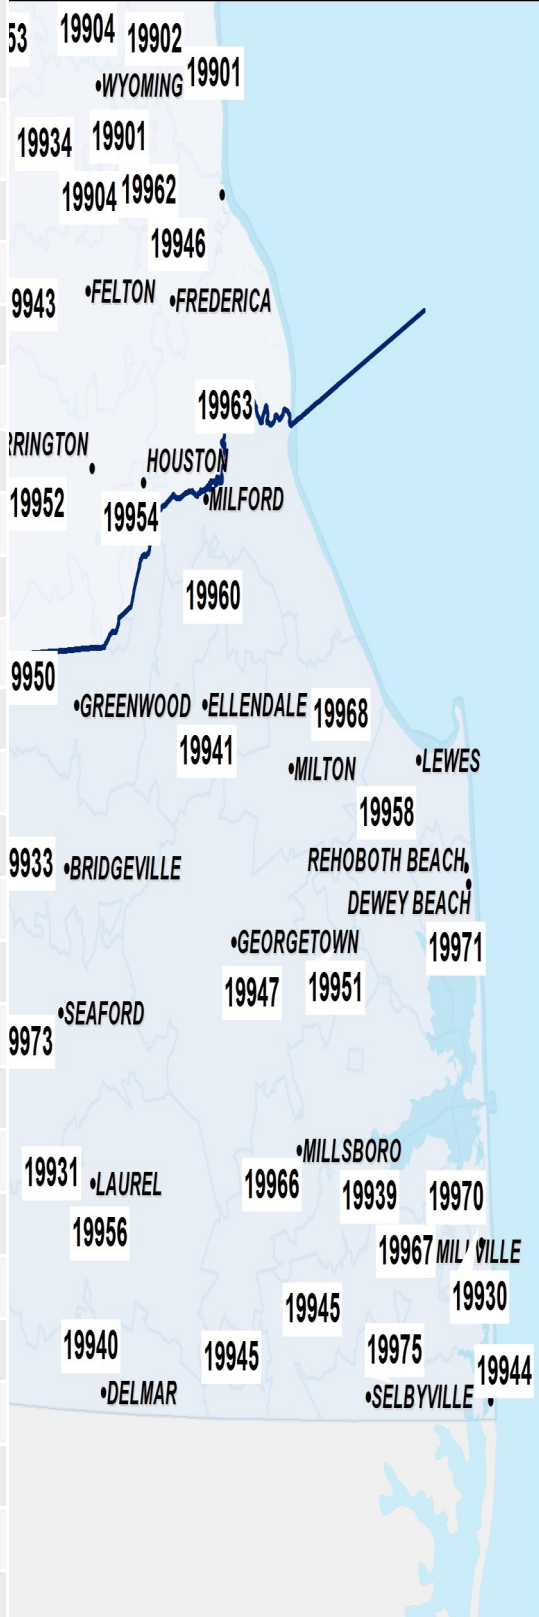 53
19904
19902
19901
WYOMING
19934
19901
19904
19962
19946
9943
FELTON
FREDERICA
19963
RRINGTON
HOUSTON
19952
19954
MILFORD
19960
9950
GREENWOOD
ELLENDALE
19968
19941
MILTON
LEWES
19958
9933
BRIDGEVILLE
REHOBOTH BEACH
DEWEY BEACH
GEORGETOWN
19971
19947
19951
SEAFORD
9973
MILLSBORO
19931
LAUREL
19966
19939
19970
19956
19967
MILLVILLE
19930
19945
19940
19945
19975
19944
DELMAR
SELBYVILLE